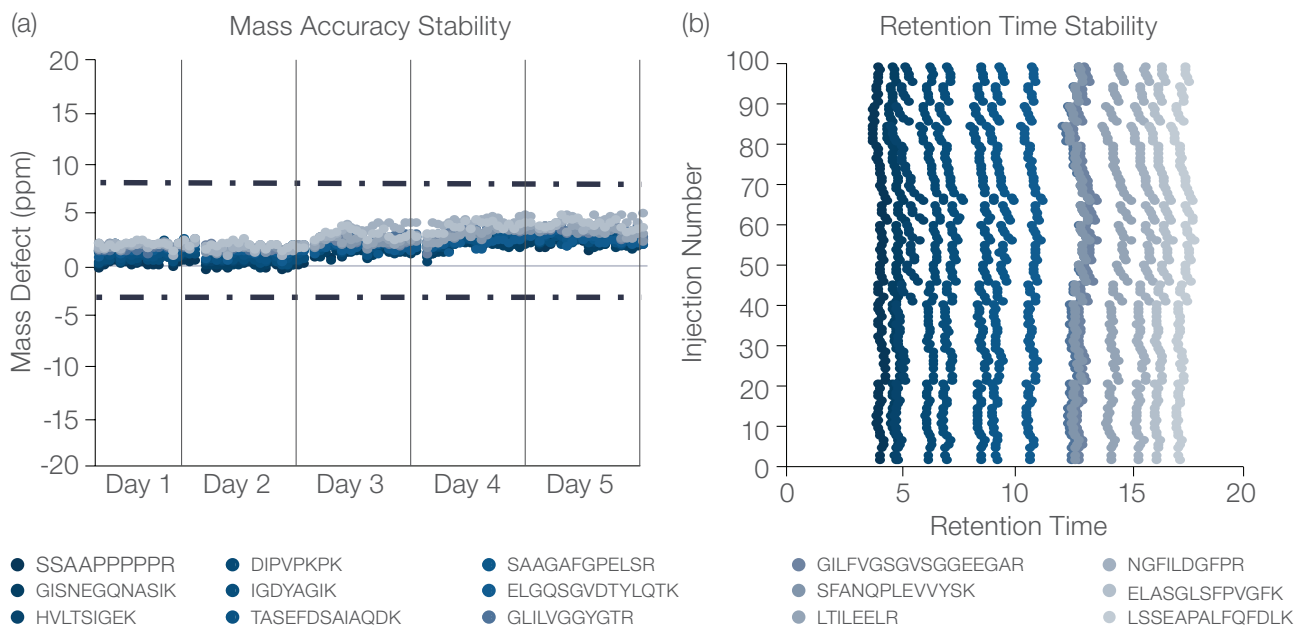 (a) Mass Accuracy Stability
20
15
10
5
0
-5
-10
-15
-20
Mass Defect (ppm)
Day 1 Day 2 Day 3 Day 4 Day 5
(b) Retention Time Stability
100
90
80
70
60
50
40
30
20
10
0
Injection Number
0 5 10 15 20
Retention Time
SSAAPPPPPR
GISNEGQNASIK
HVLTSIGEK
DIPVPKPK
IGDYAGIK
TASEFDSAIAQDK
SAAGAFGPELSR
ELGQSGVDTYLQTK
GLILVGGYGTR
GILFVGSGVSGGEEGAR
SFANQPLEVVYSK
LTILEELR
NGFILDGFPR
ELASGLSFPVGFK
LSSEAPALFQFDLK